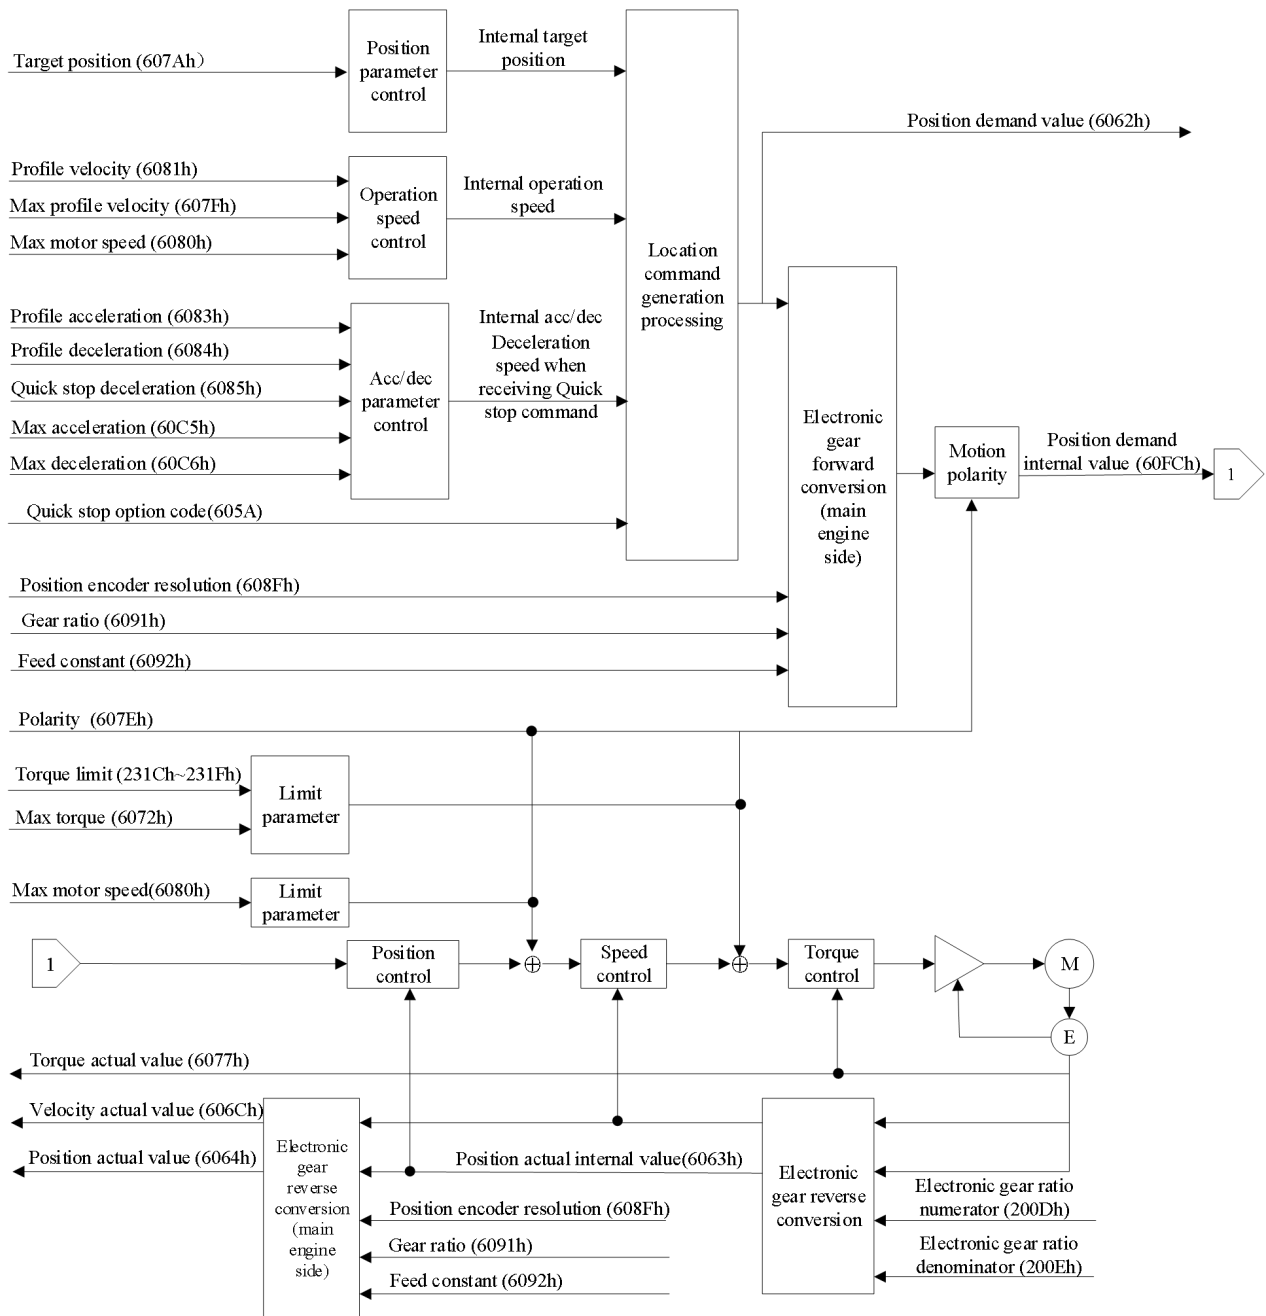 Target position (607Ah）
Position
parameter
control
Internal target
position
Position demand value (6062h)
Profile velocity (6081h)
Max profile velocity (607Fh)
Max motor speed (6080h)
Operation
speed
control
Internal operation
speed
Location
command
generation
processing
Profile acceleration (6083h)
Profile deceleration (6084h)
Quick stop deceleration (6085h)
Max acceleration (60C5h)
Max deceleration (60C6h)
Acc/dec
parameter
control
Internal acc/dec
Deceleration
speed when
receiving Quick
stop command
Quick stop option code(605A)
Electronic
gear
forward
conversion
(main
engine
side)
Motion
polarity
Position demand
internal value (60FCh)
1
Position encoder resolution (608Fh)
Gear ratio (6091h)
Feed constant (6092h)
Polarity (607Eh)
Torque limit (231Ch~231Fh)
Max torque (6072h)
Limit
parameter
Max motor speed(6080h)
Limit
parameter
1
Position
control
Speed
control
Torque
control
M
E
Torque actual value (6077h)
Velocity actual value (606Ch)
Position actual value (6064h)
Electronic
gear
reverse
conversion
(main
engine
side)
Position actual internal value(6063h)
Position encoder resolution (608Fh)
Gear ratio (6091h)
Feed constant (6092h)
Electronic
gear reverse
conversion
Electronic gear ratio
numerator (200Dh)
Electronic gear ratio
denominator (200Eh)